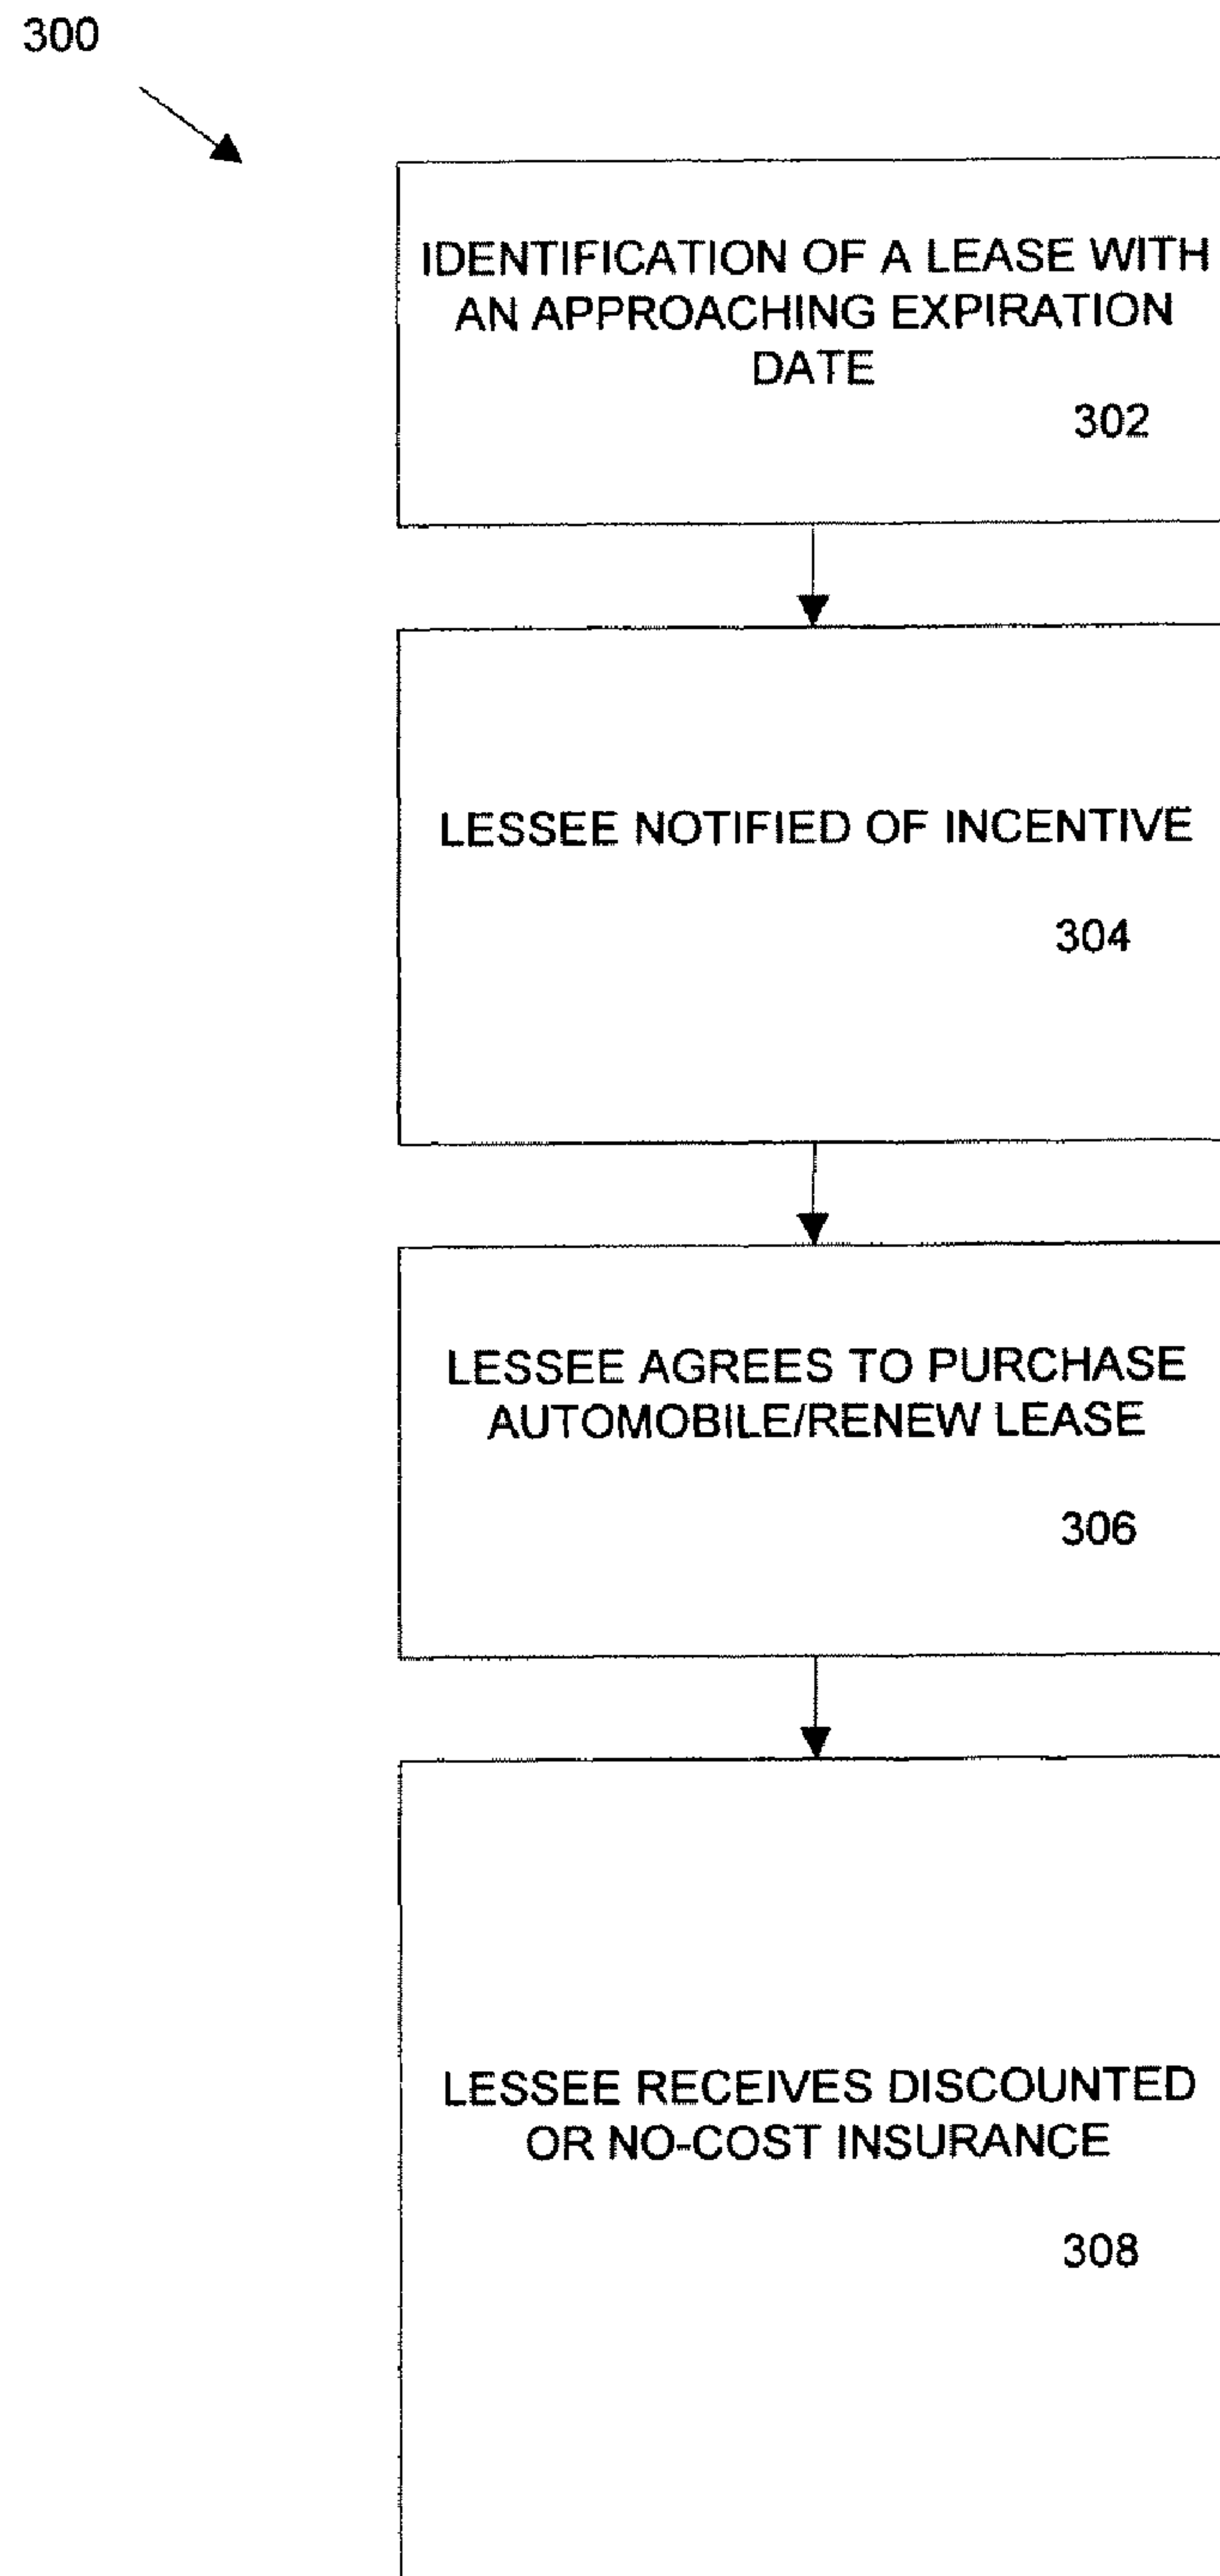 300
IDENTIFICATION OF A LEASE WITH
AN APPROACHING EXPIRATION
DATE
302
LESSEE NOTIFIED OF INCENTIVE
304
LESSEE AGREES TO PURCHASE
AUTOMOBILE/RENEW LEASE
306
LESSEE RECEIVES DISCOUNTED
OR NO-COST INSURANCE
308